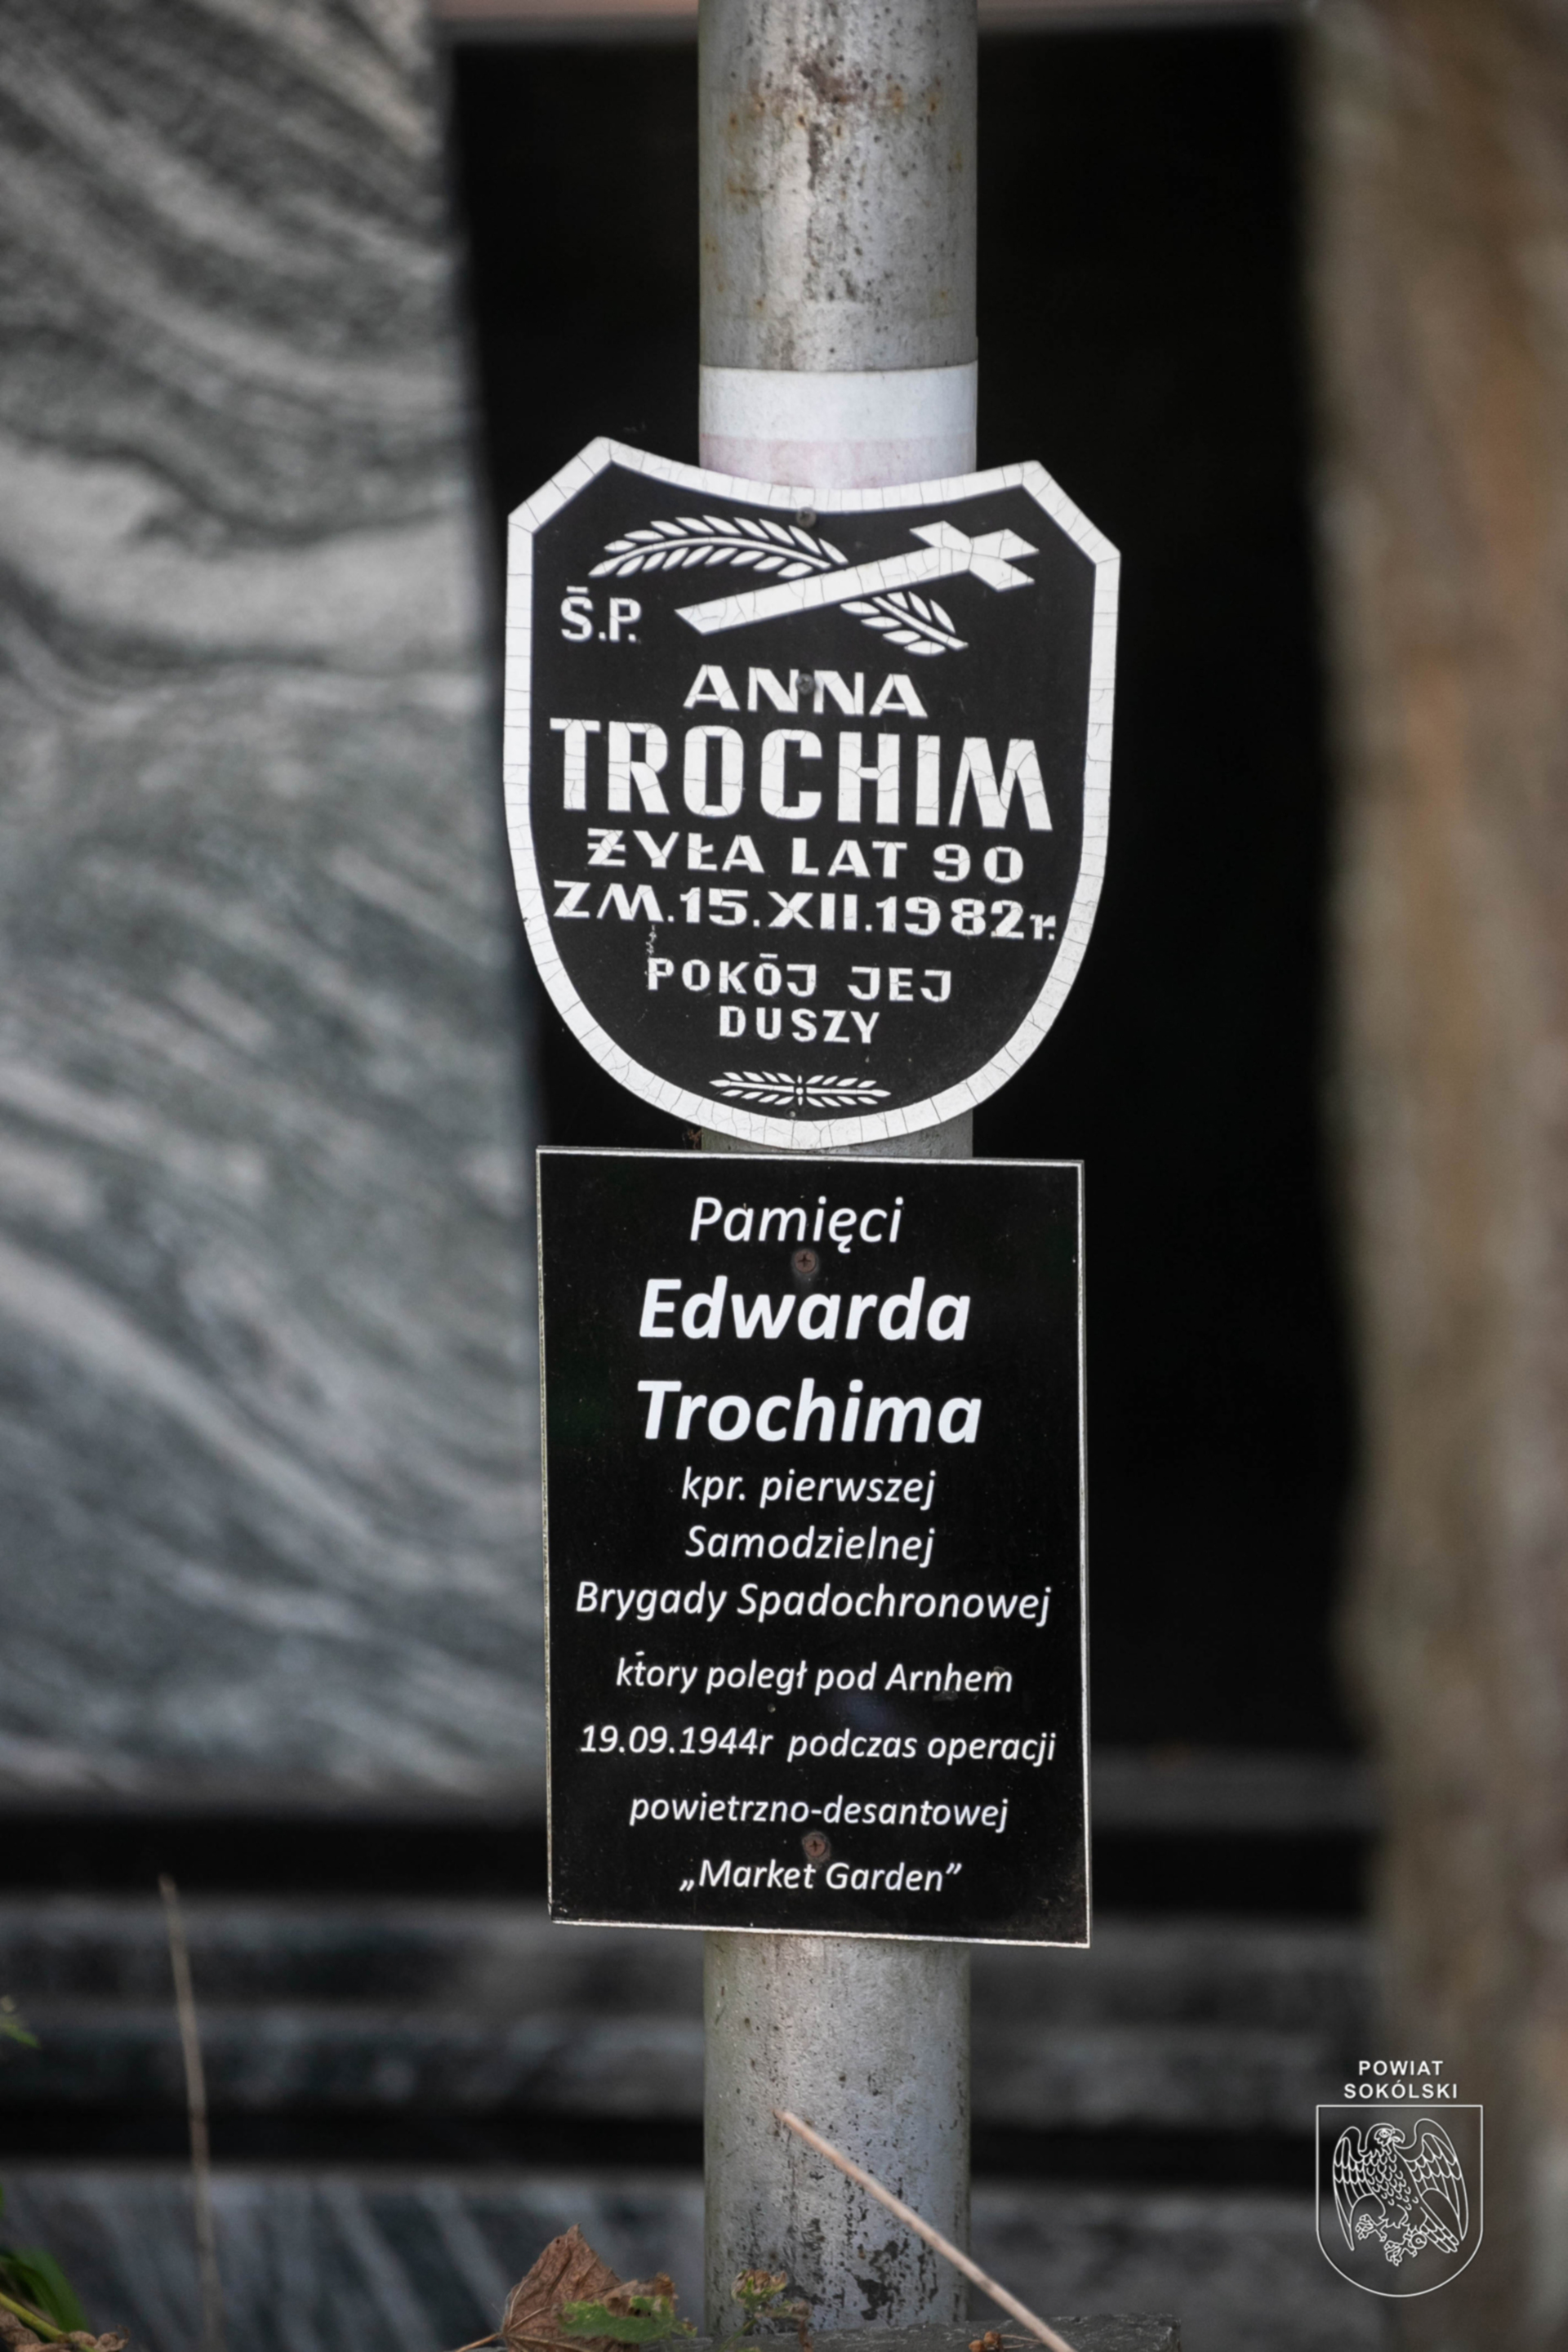 Ś.P.
ANNA
TROCHIM
ŻYŁA LAT 90
ZM.15.XII.1982r.
POKÓJ JEJ
DUSZY
Pamięci
Edwarda
Trochima
kpr. pierwszej
Samodzielnej
Brygady Spadochronowej
ktory poległ pod Arnhem
19.09.1944r podczas operacji
powietrzno-desantowej
„Market Garden”
POWIAT
SOKÓLSKI